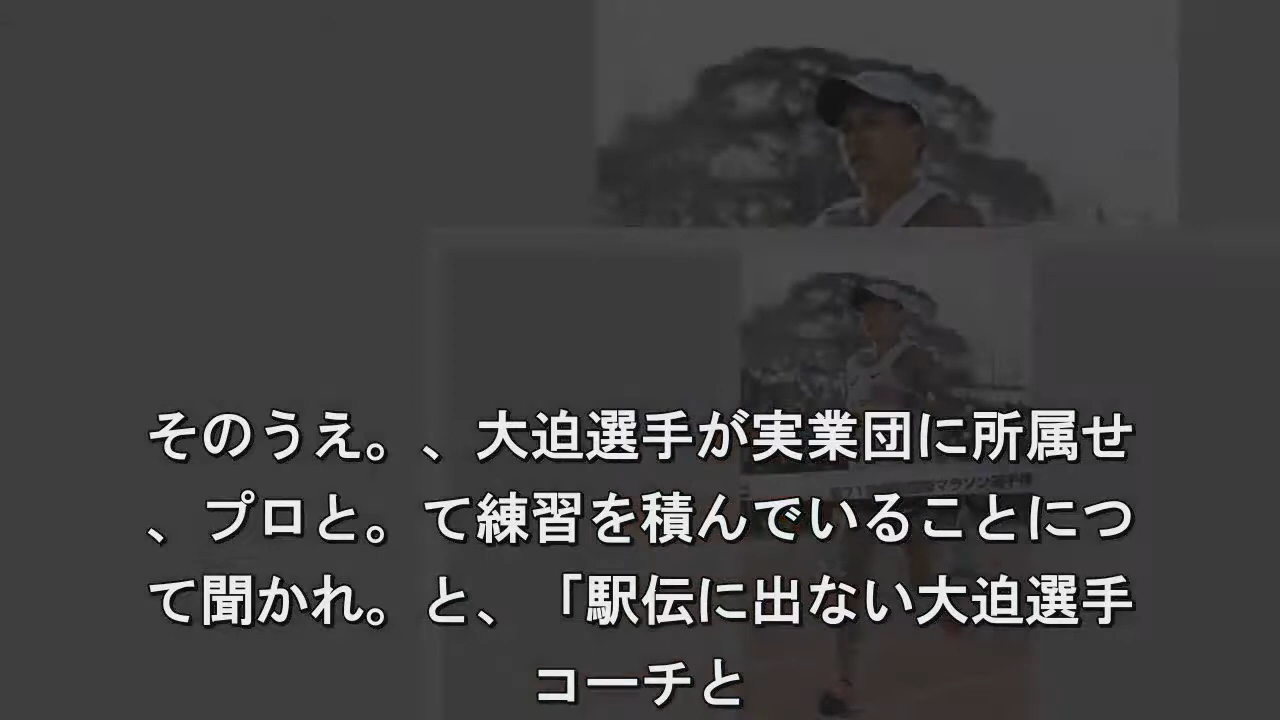 そのうえ。、大迫選手が実業団に所属せ
、プロと。て練習を積んでいることにつ
て聞かれ。と、「駅伝に出ない大迫選手
コーチと